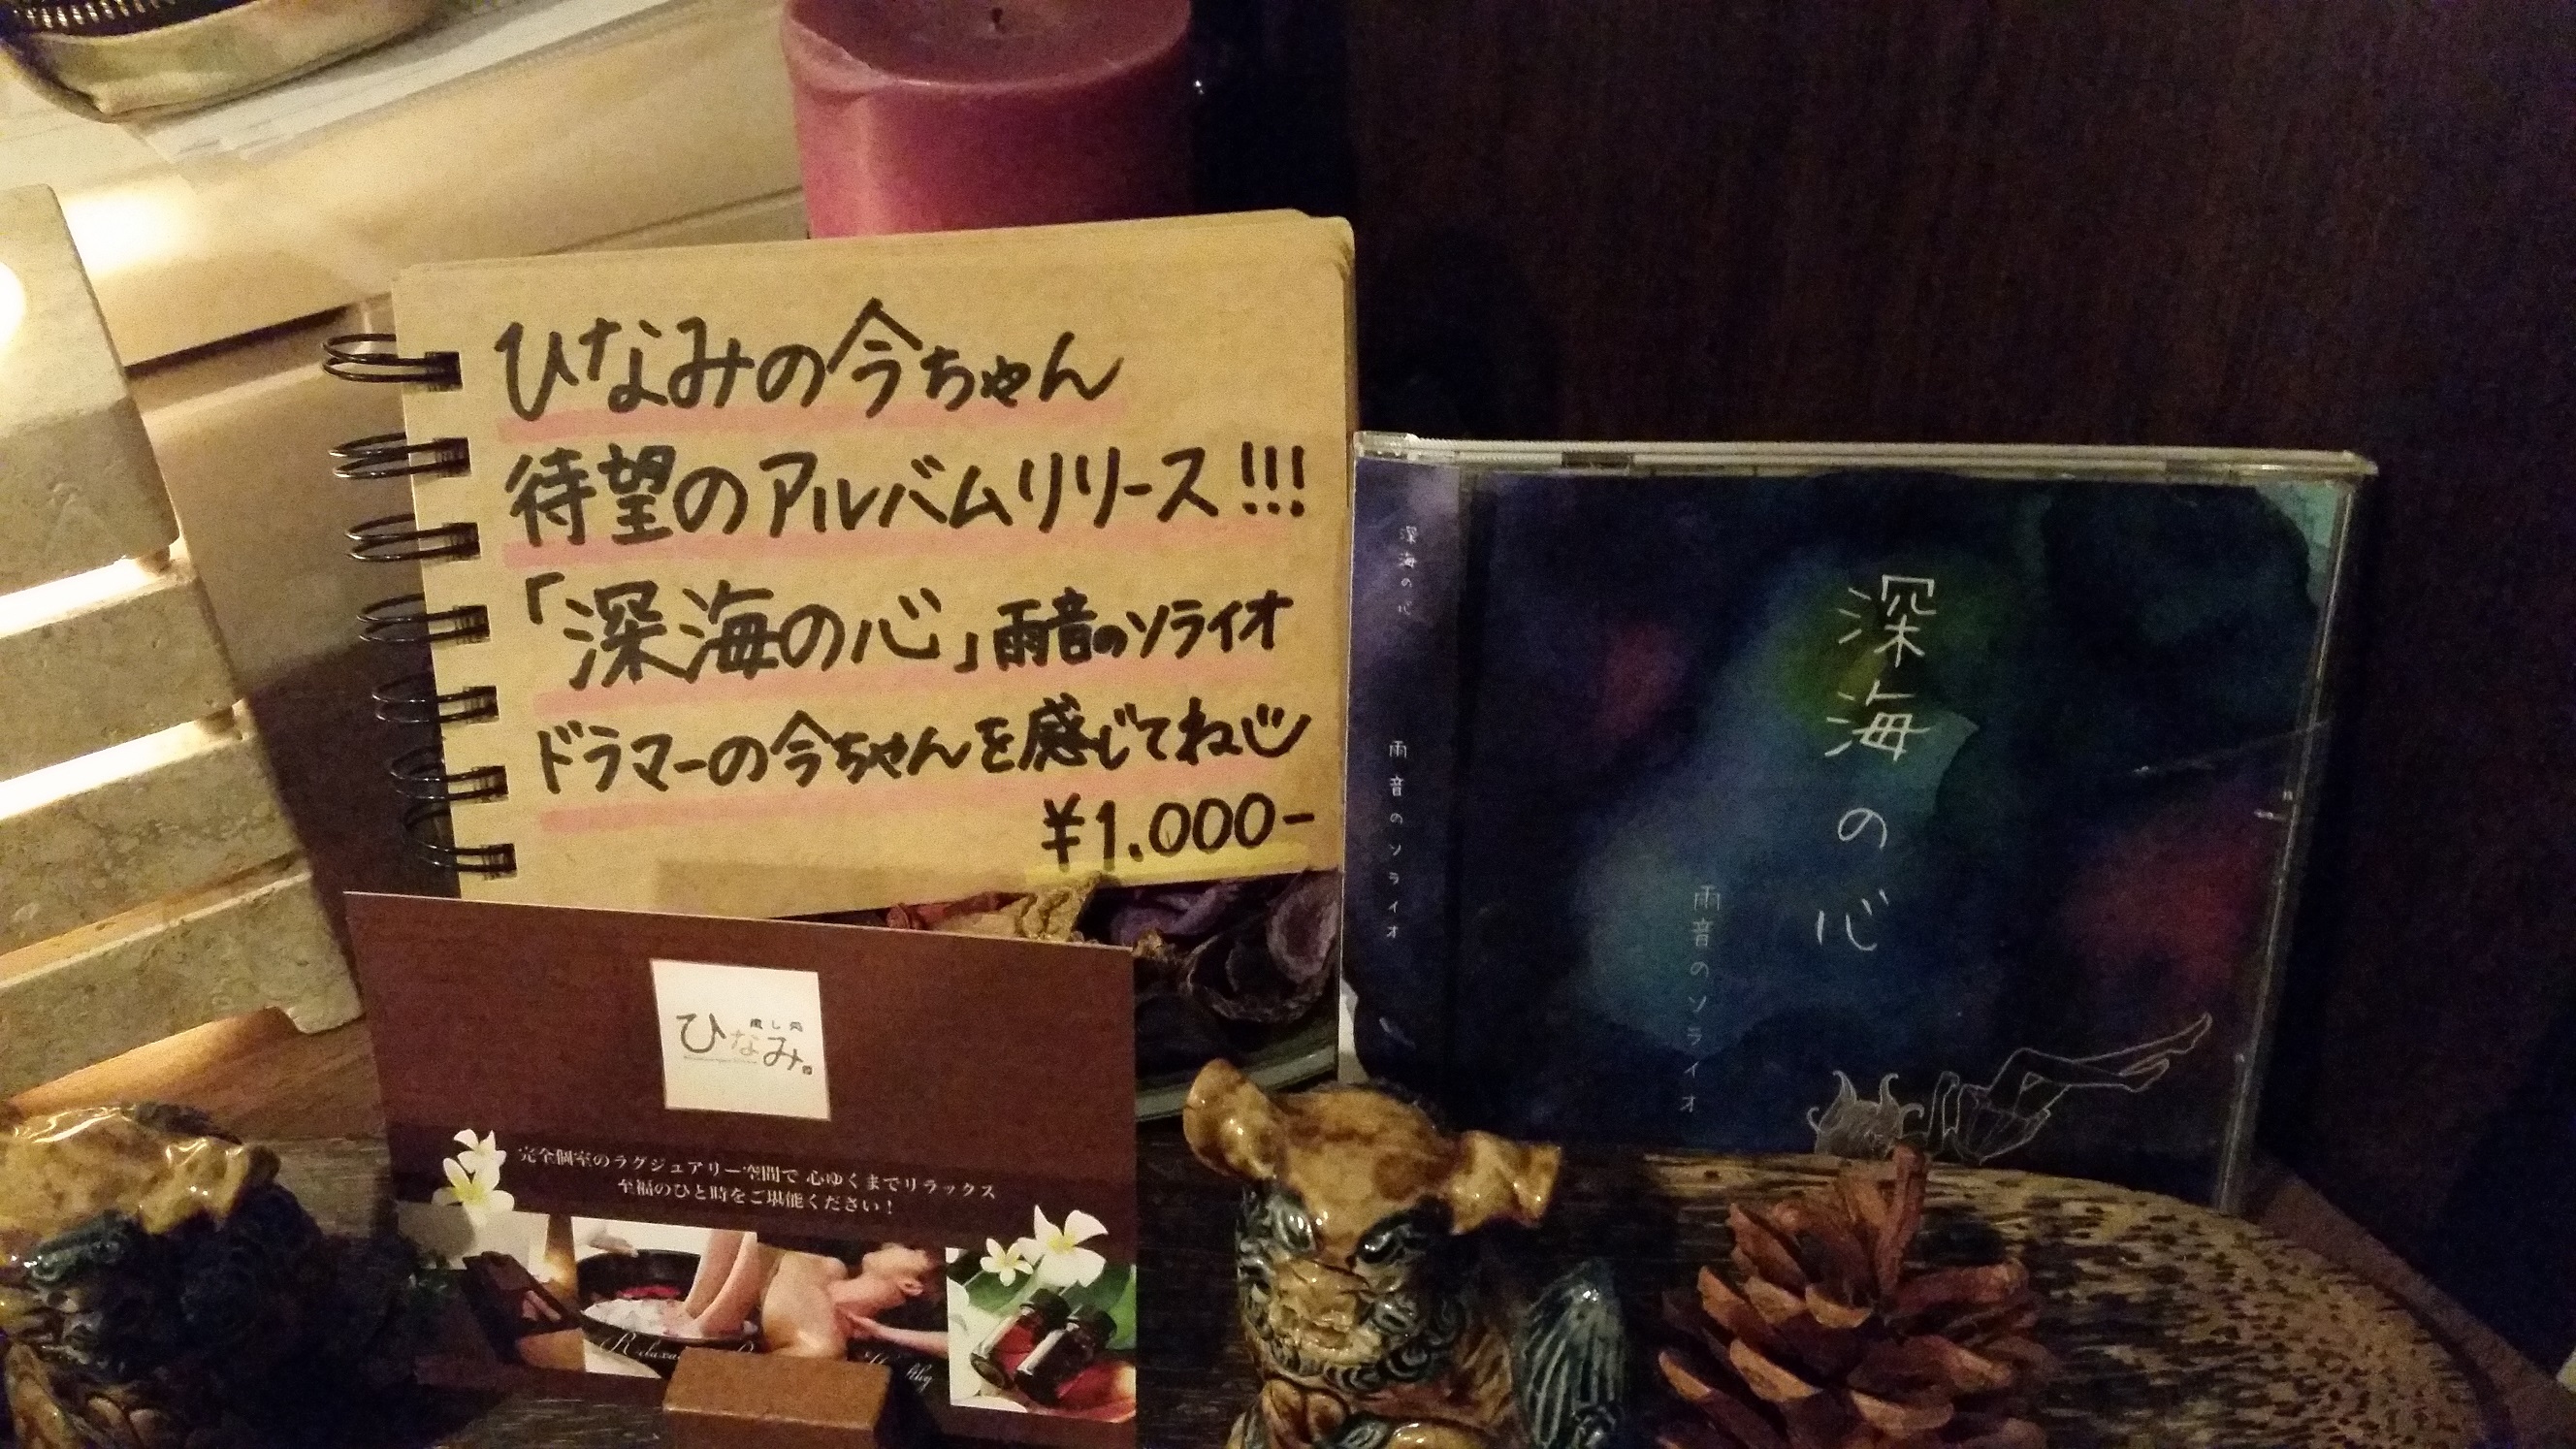 ひなみの今ちゃん
待望のアルバムリリース!!!
「深海の心」雨音のソライオ
ドラマーの今ちゃんを感じてね
¥1.000-
深海の心
雨音のソライオ
深海の心
雨音のソライオ
癒し処
ひなみ
完全個室のラグジュアリー空間で 心ゆくまでリラックス
至福のひと時をご堪能ください!